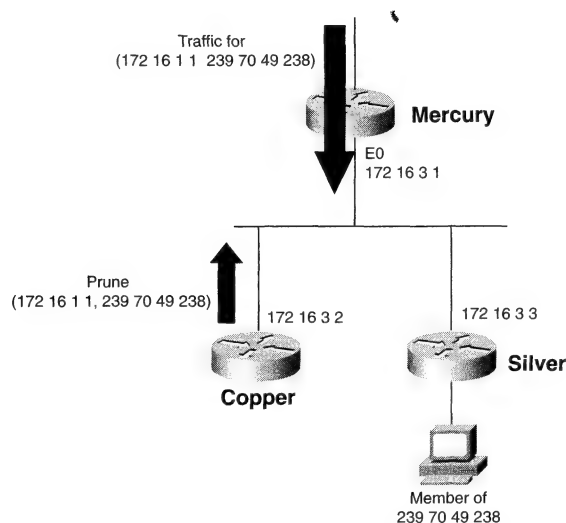 Traffic for
(172 16 1 1 239 70 49 238)
Mercury
E0
172 16 3 1
Prune
(172 16 1 1, 239 70 49 238)
172 16 3 2
172 16 3 3
Copper
Silver
Member of
239 70 49 238